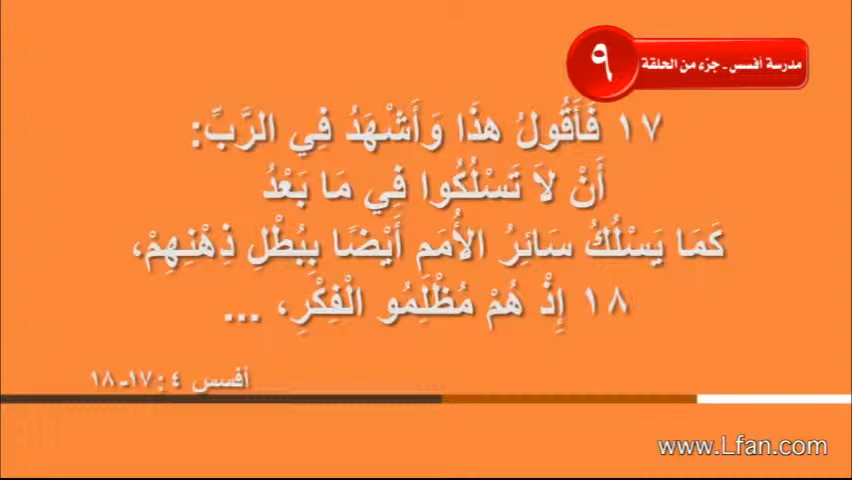 مدرسة أفسس - جزء من الحلقة ٩
١٧ فَأَقُولُ هذَا وَأَشْهَدُ فِي الرَّبِّ:
أَنْ لاَ تَسْلُكُوا فِي مَا بَعْدُ
كَمَا يَسْلُكُ سَائِرُ الأُمَمِ أَيْضًا بِبُطْلِ ذِهْنِهِمْ،
١٨ إِذْ هُمْ مُظْلِمُو الْفِكْرِ، ...
أفسس ٤ : ١٧-١٨
www.Lfan.com